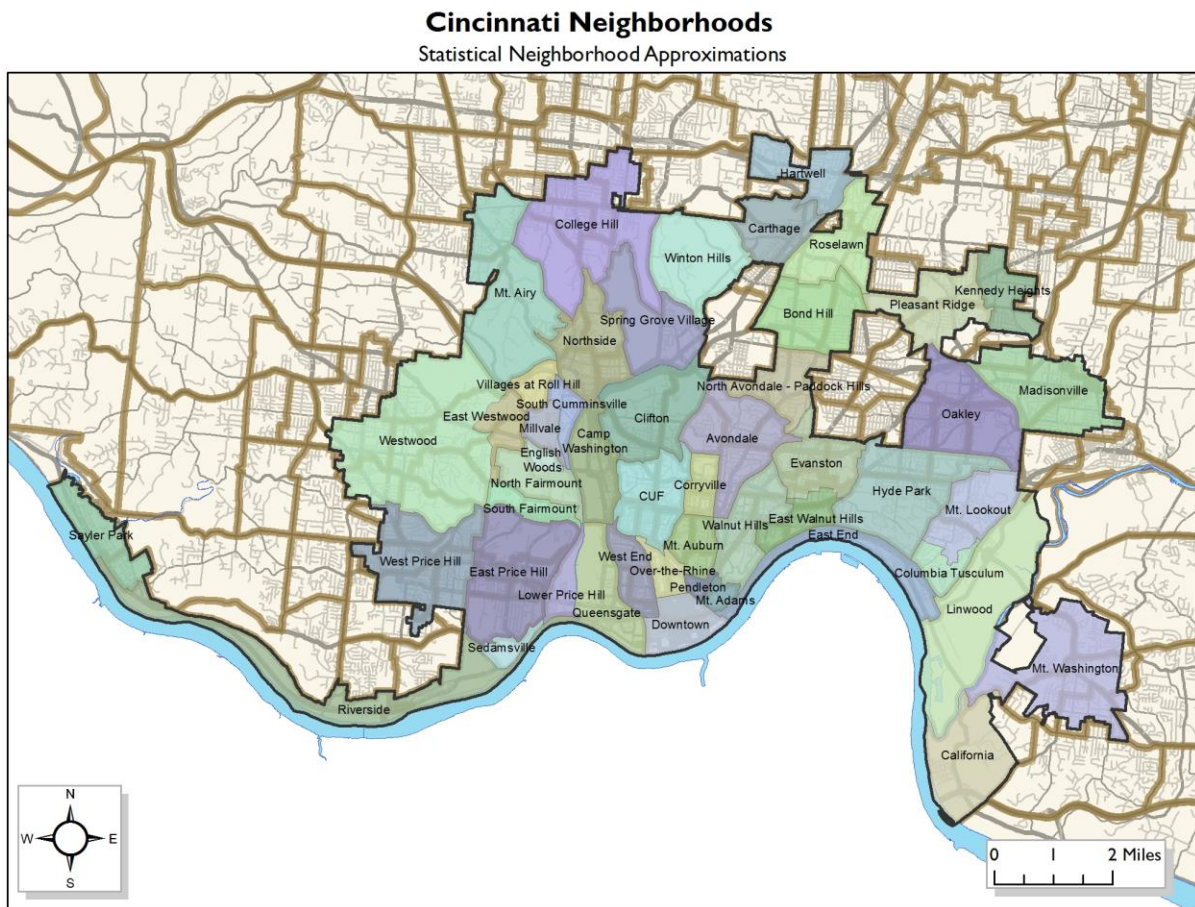 Cincinnati Neighborhoods
Statistical Neighborhood Approximations
Hartwell
College Hill
Carthage
Roselawn
Winton Hills
Mt. Airy
Kennedy Heights
Pleasant Ridge
Bond Hill
Spring Grove Village
Northside
Villages at Roll Hill
North Avondale - Paddock Hills
Madisonville
South Cumminsville
East Westwood
Clifton
Oakley
Westwood
Millvale
Camp
Washington
Avondale
English
Woods
Evanston
North Fairmount
Corryville
Hyde Park
CUF
South Fairmount
Mt. Lookout
Walnut Hills
East Walnut Hills
Sayler Park
East End
Mt. Auburn
West Price Hill
West End
East Price Hill
Over-the-Rhine
Columbia Tusculum
Pendleton
Lower Price Hill
Mt. Adams
Linwood
Queensgate
Downtown
Sedamsville
Mt. Washington
Riverside
California
N
W
E
S
0 1 2 Miles